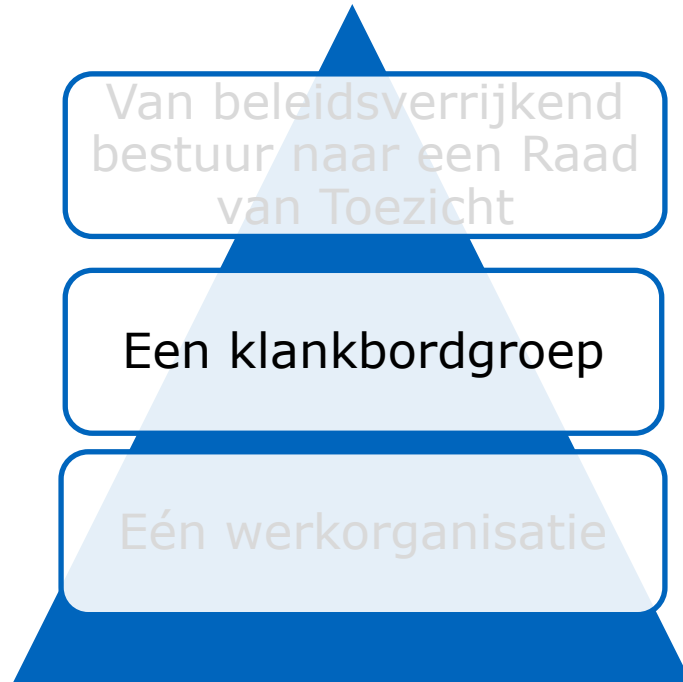 Van beleidsverrijkend
bestuur naar een Raad
van Toezicht
Een klankbordgroep
Eén werkorganisatie